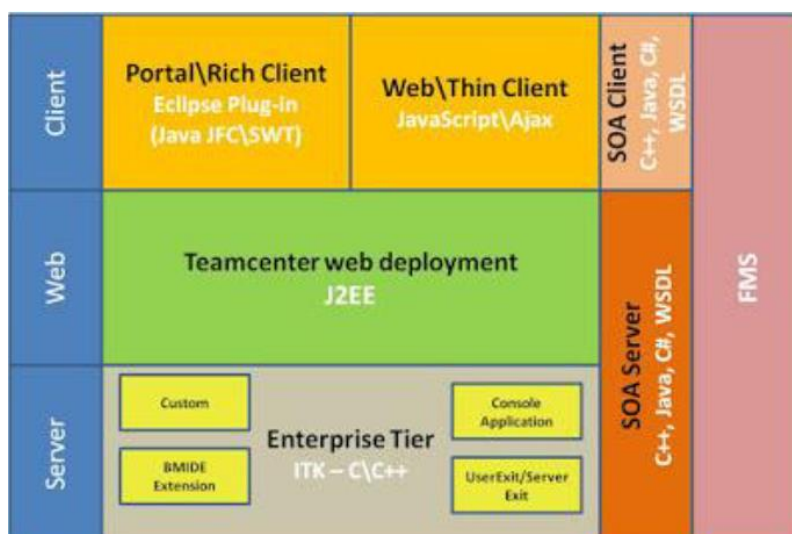 Client
Portal\Rich Client
Eclipse Plug-in
(Java JFC\SWT)
Web\Thin Client
JavaScript\Ajax
SOA Client
C++, Java, C#,
WSDL
FMS
Web
Teamcenter web deployment
J2EE
SOA Server
C++, Java, C#, WSDL
Server
Custom
BMIDE
Extension
Enterprise Tier
ITK – C\C++
Console
Application
UserExit/Server
Exit